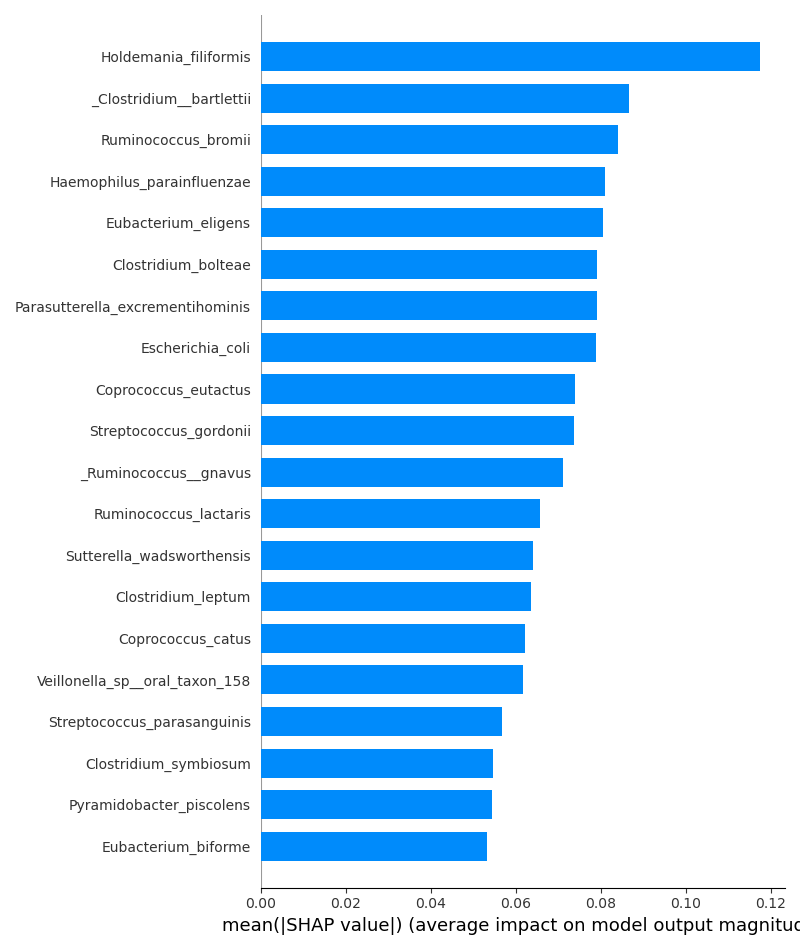 Holdemania_filiformis
_Clostridium__bartlettii
Ruminococcus_bromii
Haemophilus_parainfluenzae
Eubacterium_eligens
Clostridium_bolteae
Parasutterella_excrementihominis
Escherichia_coli
Coprococcus_eutactus
Streptococcus_gordonii
_Ruminococcus__gnavus
Ruminococcus_lactaris
Sutterella_wadsworthensis
Clostridium_leptum
Coprococcus_catus
Veillonella_sp__oral_taxon_158
Streptococcus_parasanguinis
Clostridium_symbiosum
Pyramidobacter_piscolens
Eubacterium_biforme
0.00 0.02 0.04 0.06 0.08 0.10 0.12
mean(|SHAP value|) (average impact on model output magnitud